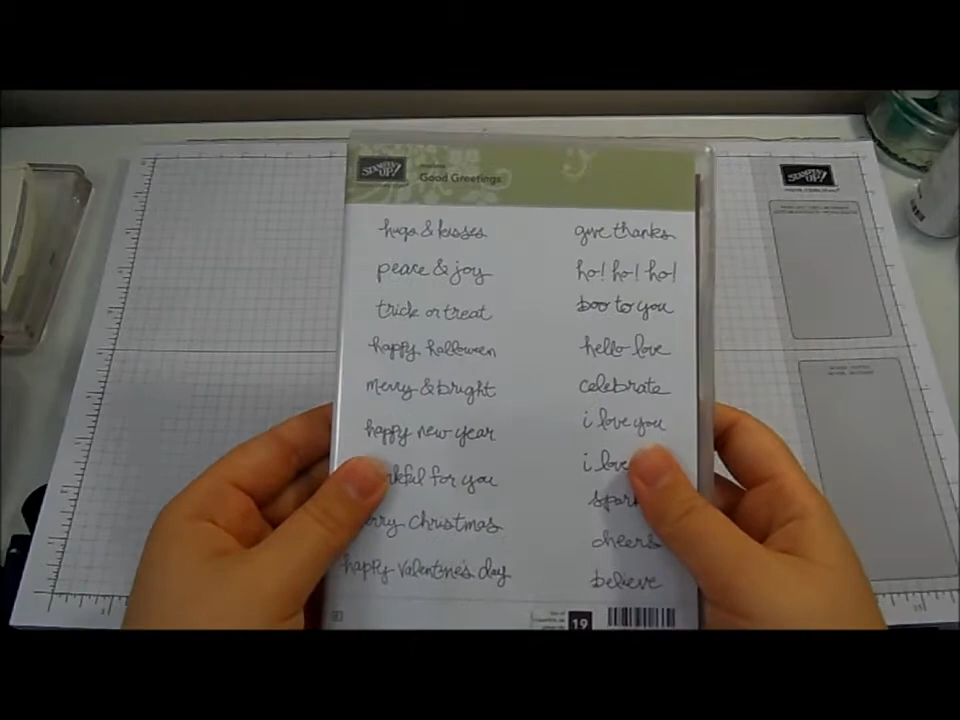 STAMPIN' UP!
Good Greetings
hugs & kisses
peace & joy
trick or treat
happy halloween
merry & bright
happy new year
for you
christmas
happy valentine's day
give thanks
ho! ho! ho!
boo to you
hello love
celebrate
i love you
i love
cheers
believe
19
STAMPIN' UP!